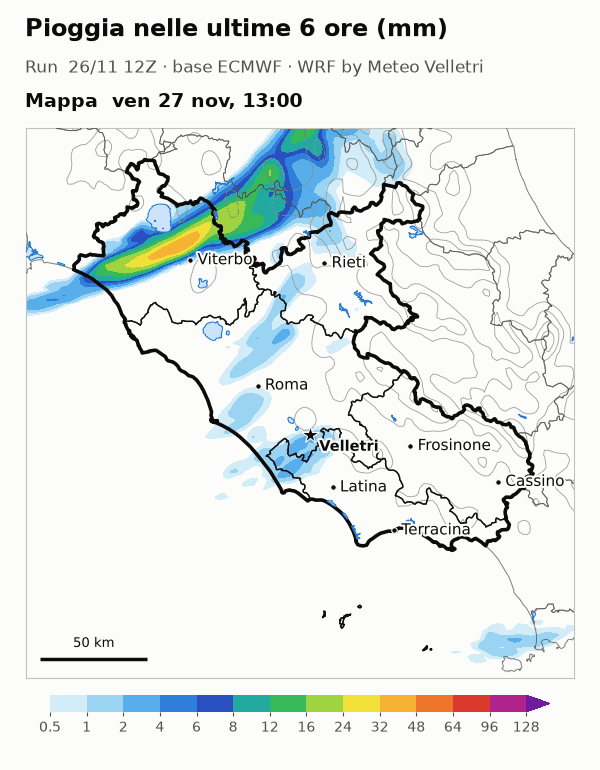 Pioggia nelle ultime 6 ore (mm)
Run  26/11 12Z · base ECMWF · WRF by Meteo Velletri
Mappa  ven 27 nov, 13:00
Viterbo
Rieti
Roma
Velletri
Frosinone
Cassino
Latina
Terracina
50 km
0.5 1 2 4 6 8 12 16 24 32 48 64 96 128